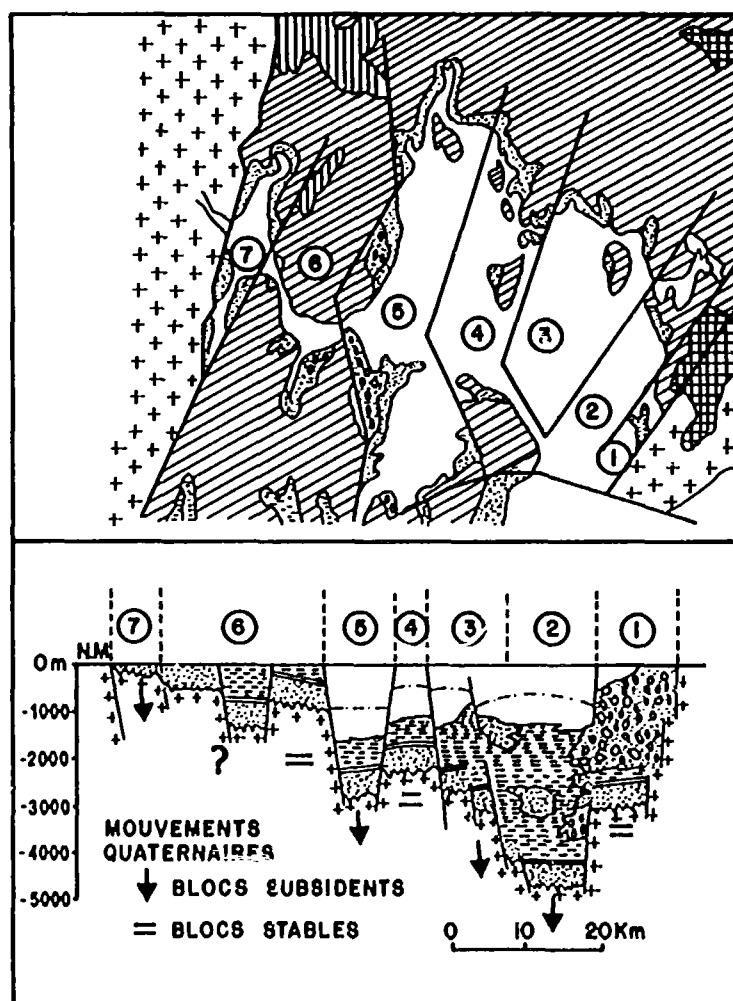 7 6 5 4 3 2 1
7 6 5 4 3 2 1
N.M.
0m
-1000
-2000
-3000
-4000
-5000
?
MOUVEMENTS
QUATERNAIRES
BLOCS SUBSIDENTS
= BLOCS STABLES
0 10 20Km